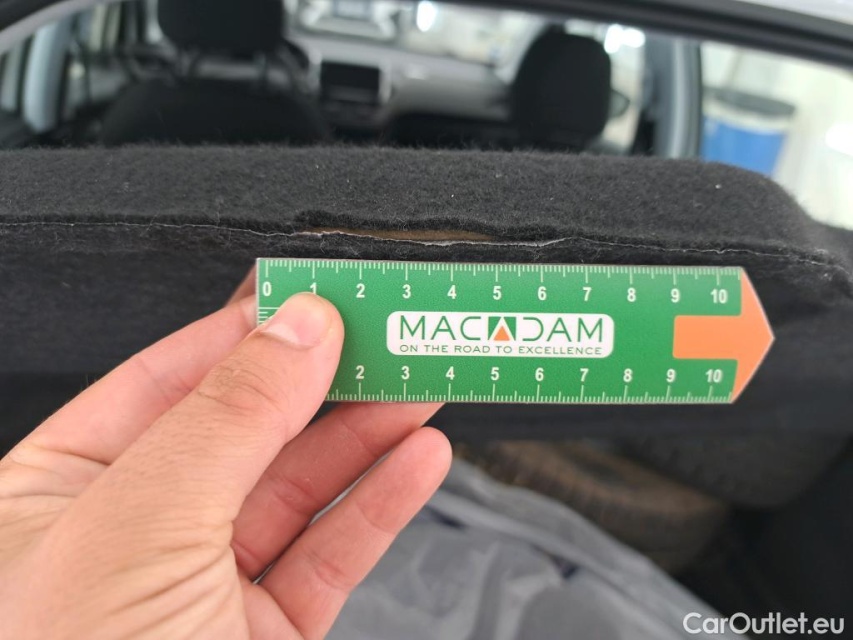 0 1 2 3 4 5 6 7 8 9 10
MACADAM
ON THE ROAD TO EXCELLENCE
2 3 4 5 6 7 8 9 10
CarOutlet.eu